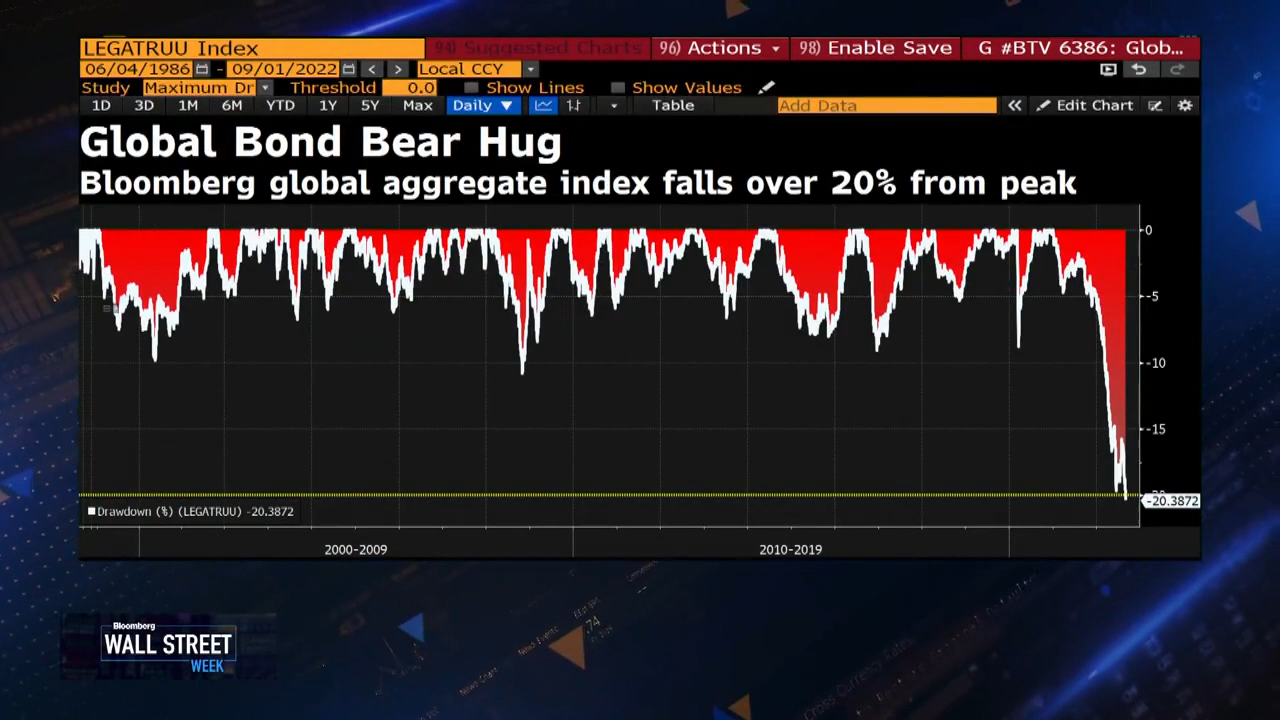 LEGATRUU Index 94) Suggested Charts 96) Actions 98) Enable Save G #BTV 6386: Glob...
06/04/1986 - 09/01/2022 < > Local CCY
Study Maximum Dr Threshold 0.0 Show Lines Show Values
1D 3D 1M 6M YTD 1Y 5Y Max Daily ▼ Table Add Data « Edit Chart
Global Bond Bear Hug
Bloomberg global aggregate index falls over 20% from peak
0
-5
-10
-15
-20.3872
Drawdown (%) (LEGATRUU) -20.3872
2000-2009 2010-2019
Bloomberg
WALL STREET
WEEK